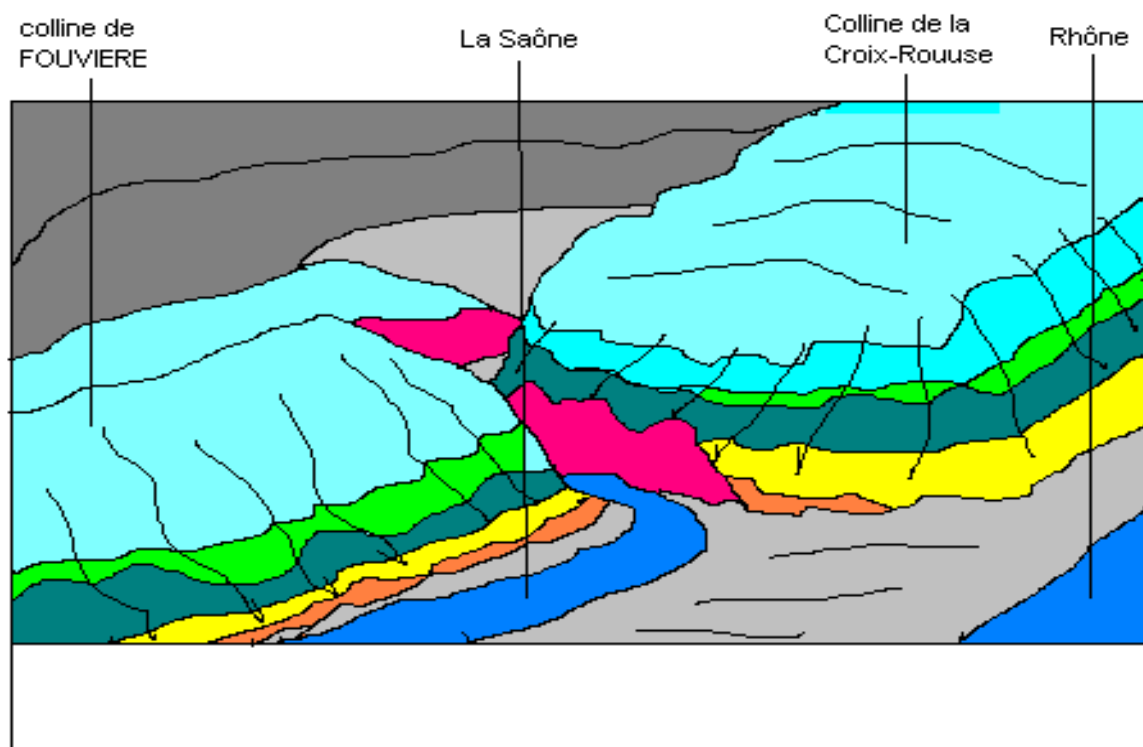 colline de
FOUVIERE
La Saône
Colline de la
Croix-Rouuse
Rhône